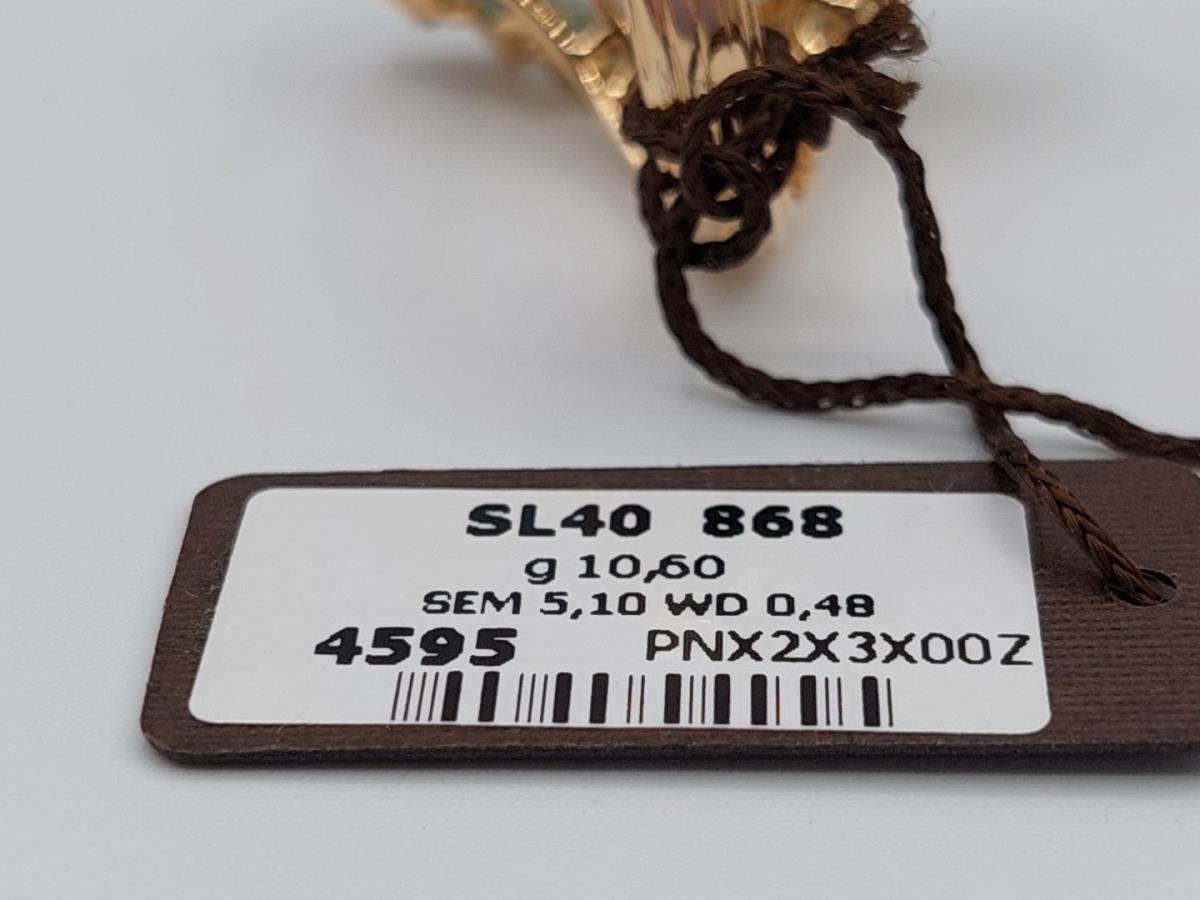 SL40 868
g 10,60
SEM 5,10 WD 0,48
4595 PNX2X3X00Z